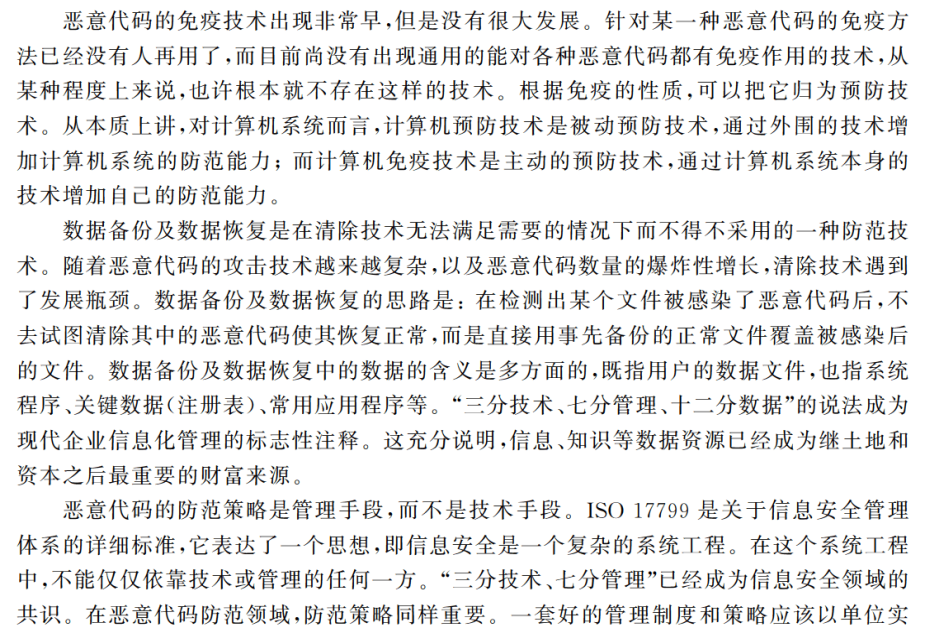 恶意代码的免疫技术出现非常早,但是没有很大发展。针对某一种恶意代码的免疫方
法已经没有人再用了,而目前尚没有出现通用的能对各种恶意代码都有免疫作用的技术,从
某种程度上来说,也许根本就不存在这样的技术。根据免疫的性质,可以把它归为预防技
术。从本质上讲,对计算机系统而言,计算机预防技术是被动预防技术,通过外围的技术增
加计算机系统的防范能力;而计算机免疫技术是主动的预防技术,通过计算机系统本身的
技术增加自己的防范能力。
数据备份及数据恢复是在清除技术无法满足需要的情况下而不得不采用的一种防范技
术。随着恶意代码的攻击技术越来越复杂,以及恶意代码数量的爆炸性增长,清除技术遇到
了发展瓶颈。数据备份及数据恢复的思路是:在检测出某个文件被感染了恶意代码后,不
去试图清除其中的恶意代码使其恢复正常,而是直接用事先备份的正常文件覆盖被感染后
的文件。数据备份及数据恢复中的数据的含义是多方面的,既指用户的数据文件,也指系统
程序、关键数据(注册表)、常用应用程序等。“三分技术、七分管理、十二分数据”的说法成为
现代企业信息化管理的标志性注释。这充分说明,信息、知识等数据资源已经成为继土地和
资本之后最重要的财富来源。
恶意代码的防范策略是管理手段,而不是技术手段。ISO 17799 是关于信息安全管理
体系的详细标准,它表达了一个思想,即信息安全是一个复杂的系统工程。在这个系统工程
中,不能仅仅依靠技术或管理的任何一方。“三分技术、七分管理”已经成为信息安全领域的
共识。在恶意代码防范领域,防范策略同样重要。一套好的管理制度和策略应该以单位实